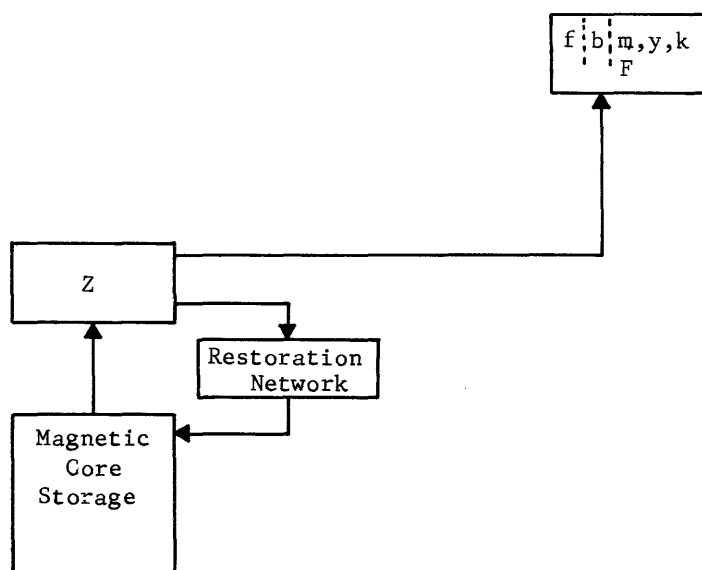 f b m,y,k
F
Z
Restoration
Network
Magnetic
Core
Storage